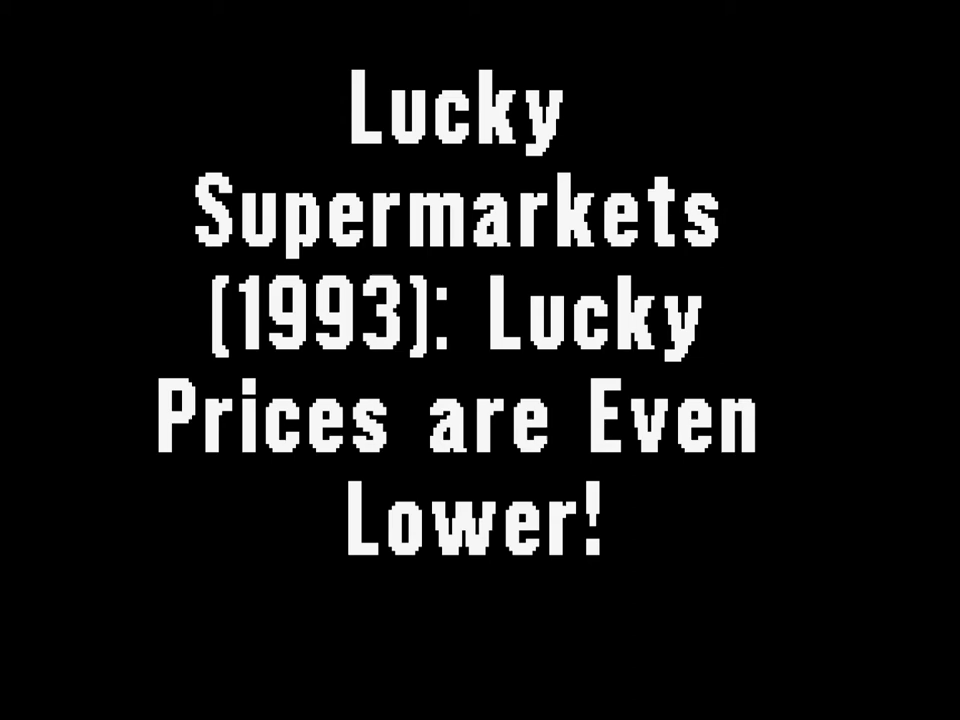 Lucky
Supermarkets
(1993): Lucky
Prices are Even
Lower!